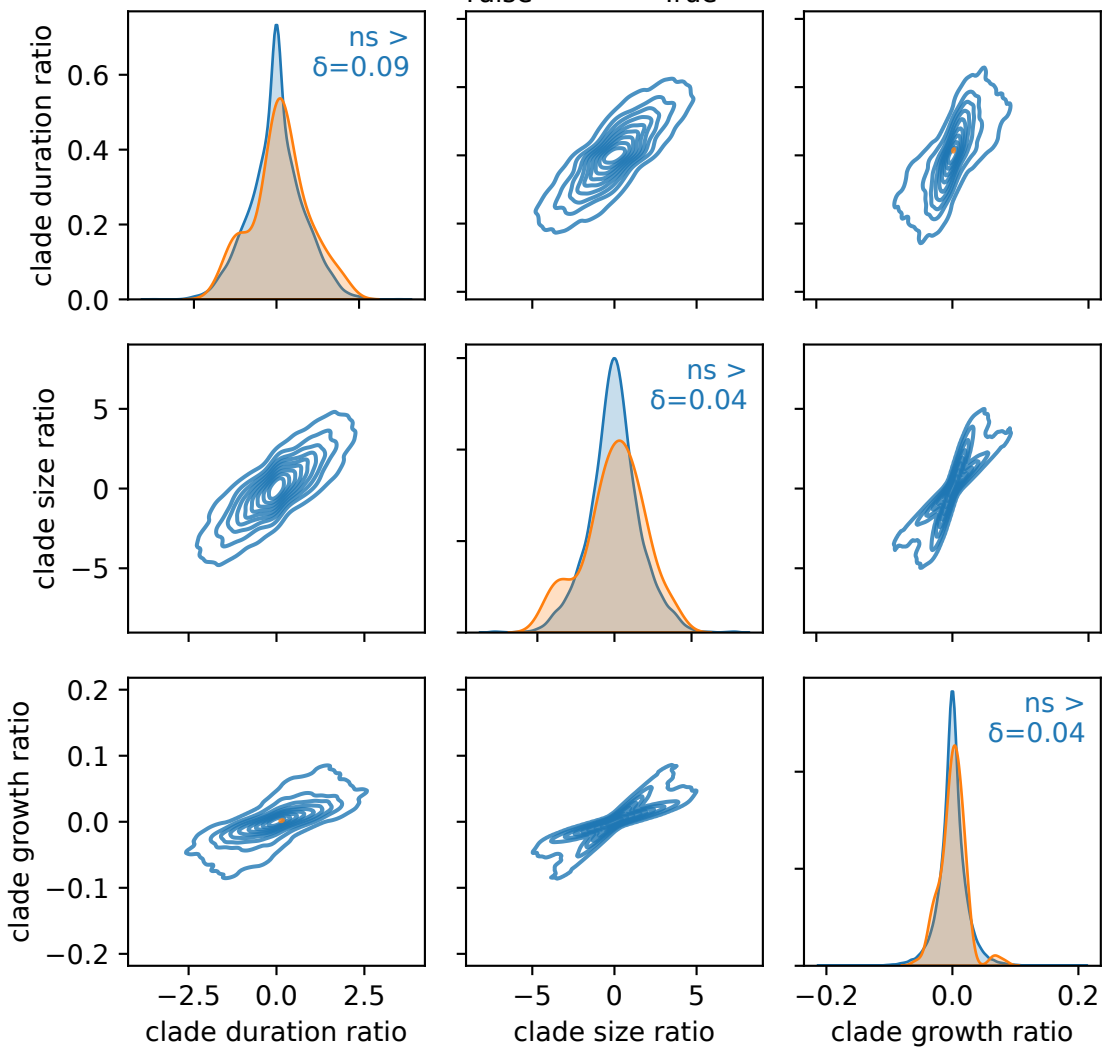 clade duration ratio
0.6
0.4
0.2
0.0
ns >
δ=0.09
clade size ratio
5
0
−5
ns >
δ=0.04
clade growth ratio
0.2
0.1
0.0
−0.1
−0.2
ns >
δ=0.04
−2.5 0.0 2.5
clade duration ratio
−5 0 5
clade size ratio
−0.2 0.0 0.2
clade growth ratio